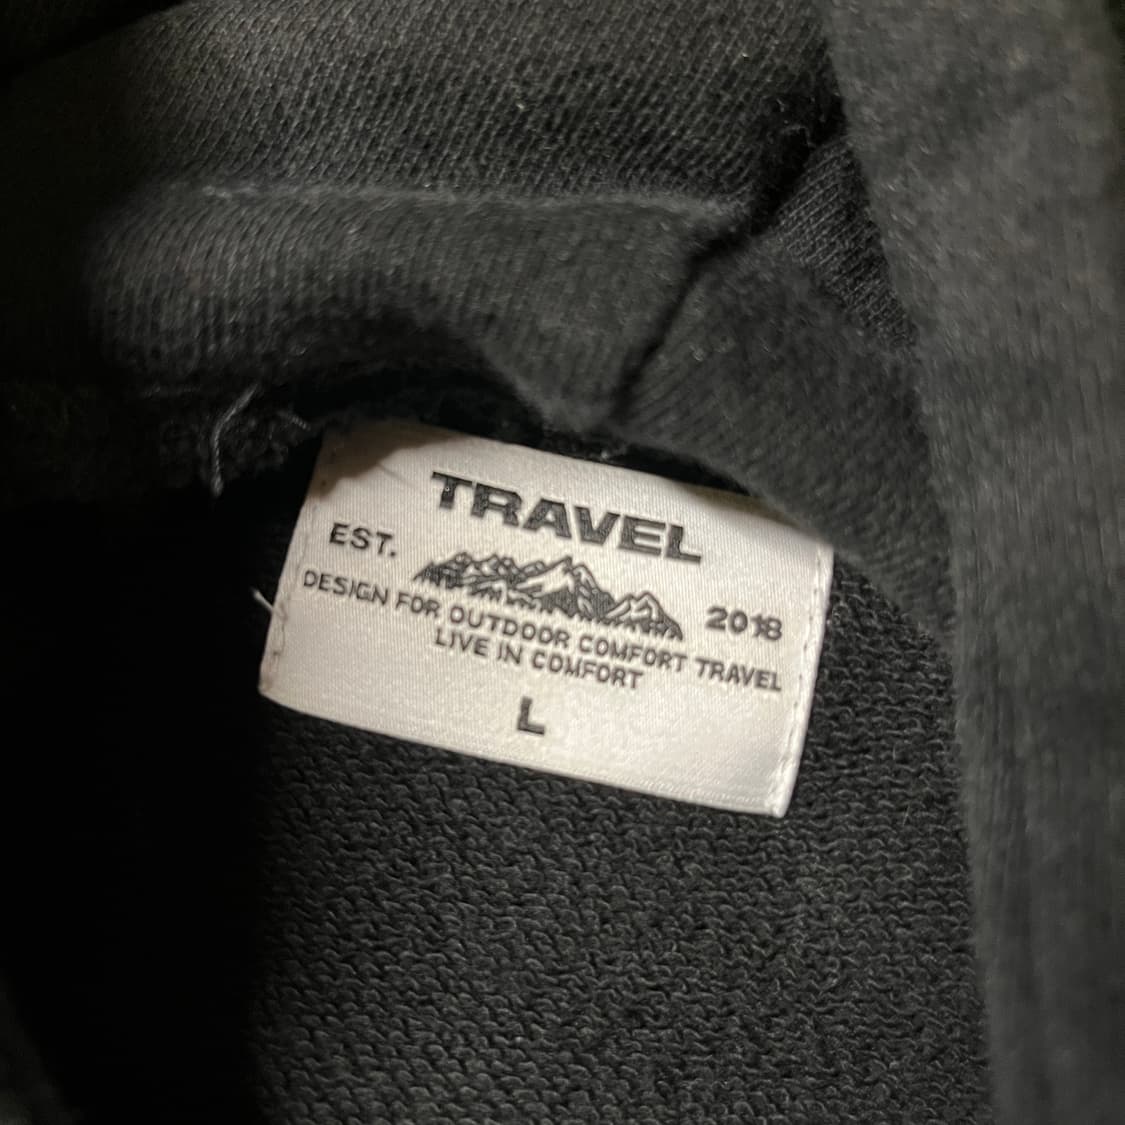 TRAVEL
EST. 2018
DESIGN FOR OUTDOOR COMFORT TRAVEL
LIVE IN COMFORT
L